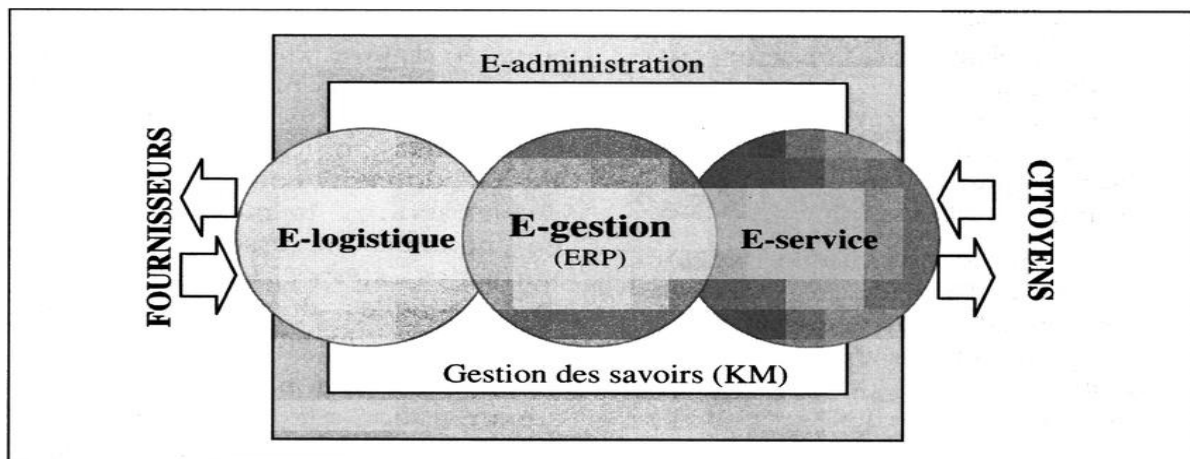 E-administration
FOURNISSEURS
E-logistique
E-gestion
(ERP)
E-service
CITOYENS
Gestion des savoirs (KM)